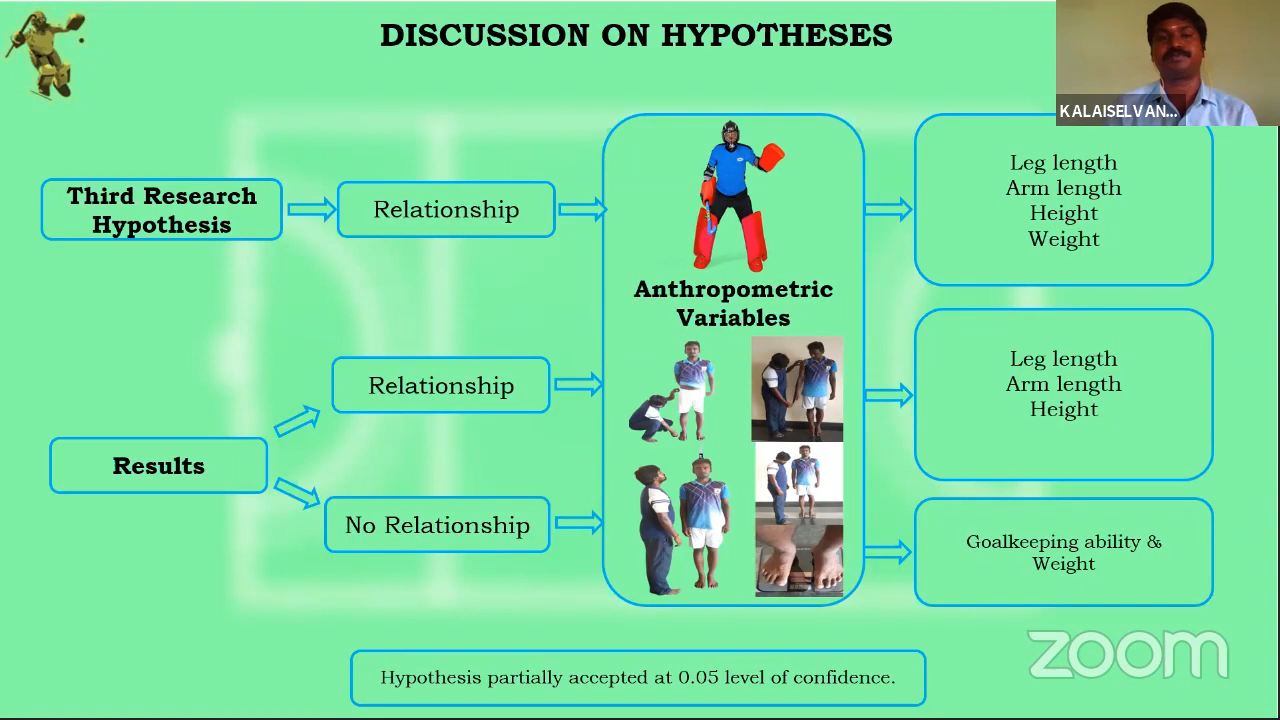 DISCUSSION ON HYPOTHESES
KALAISELVAN...
Third Research
Hypothesis
Relationship
Anthropometric
Variables
Leg length
Arm length
Height
Weight
Results
Relationship
Leg length
Arm length
Height
No Relationship
Goalkeeping ability &
Weight
Hypothesis partially accepted at 0.05 level of confidence.
zoom